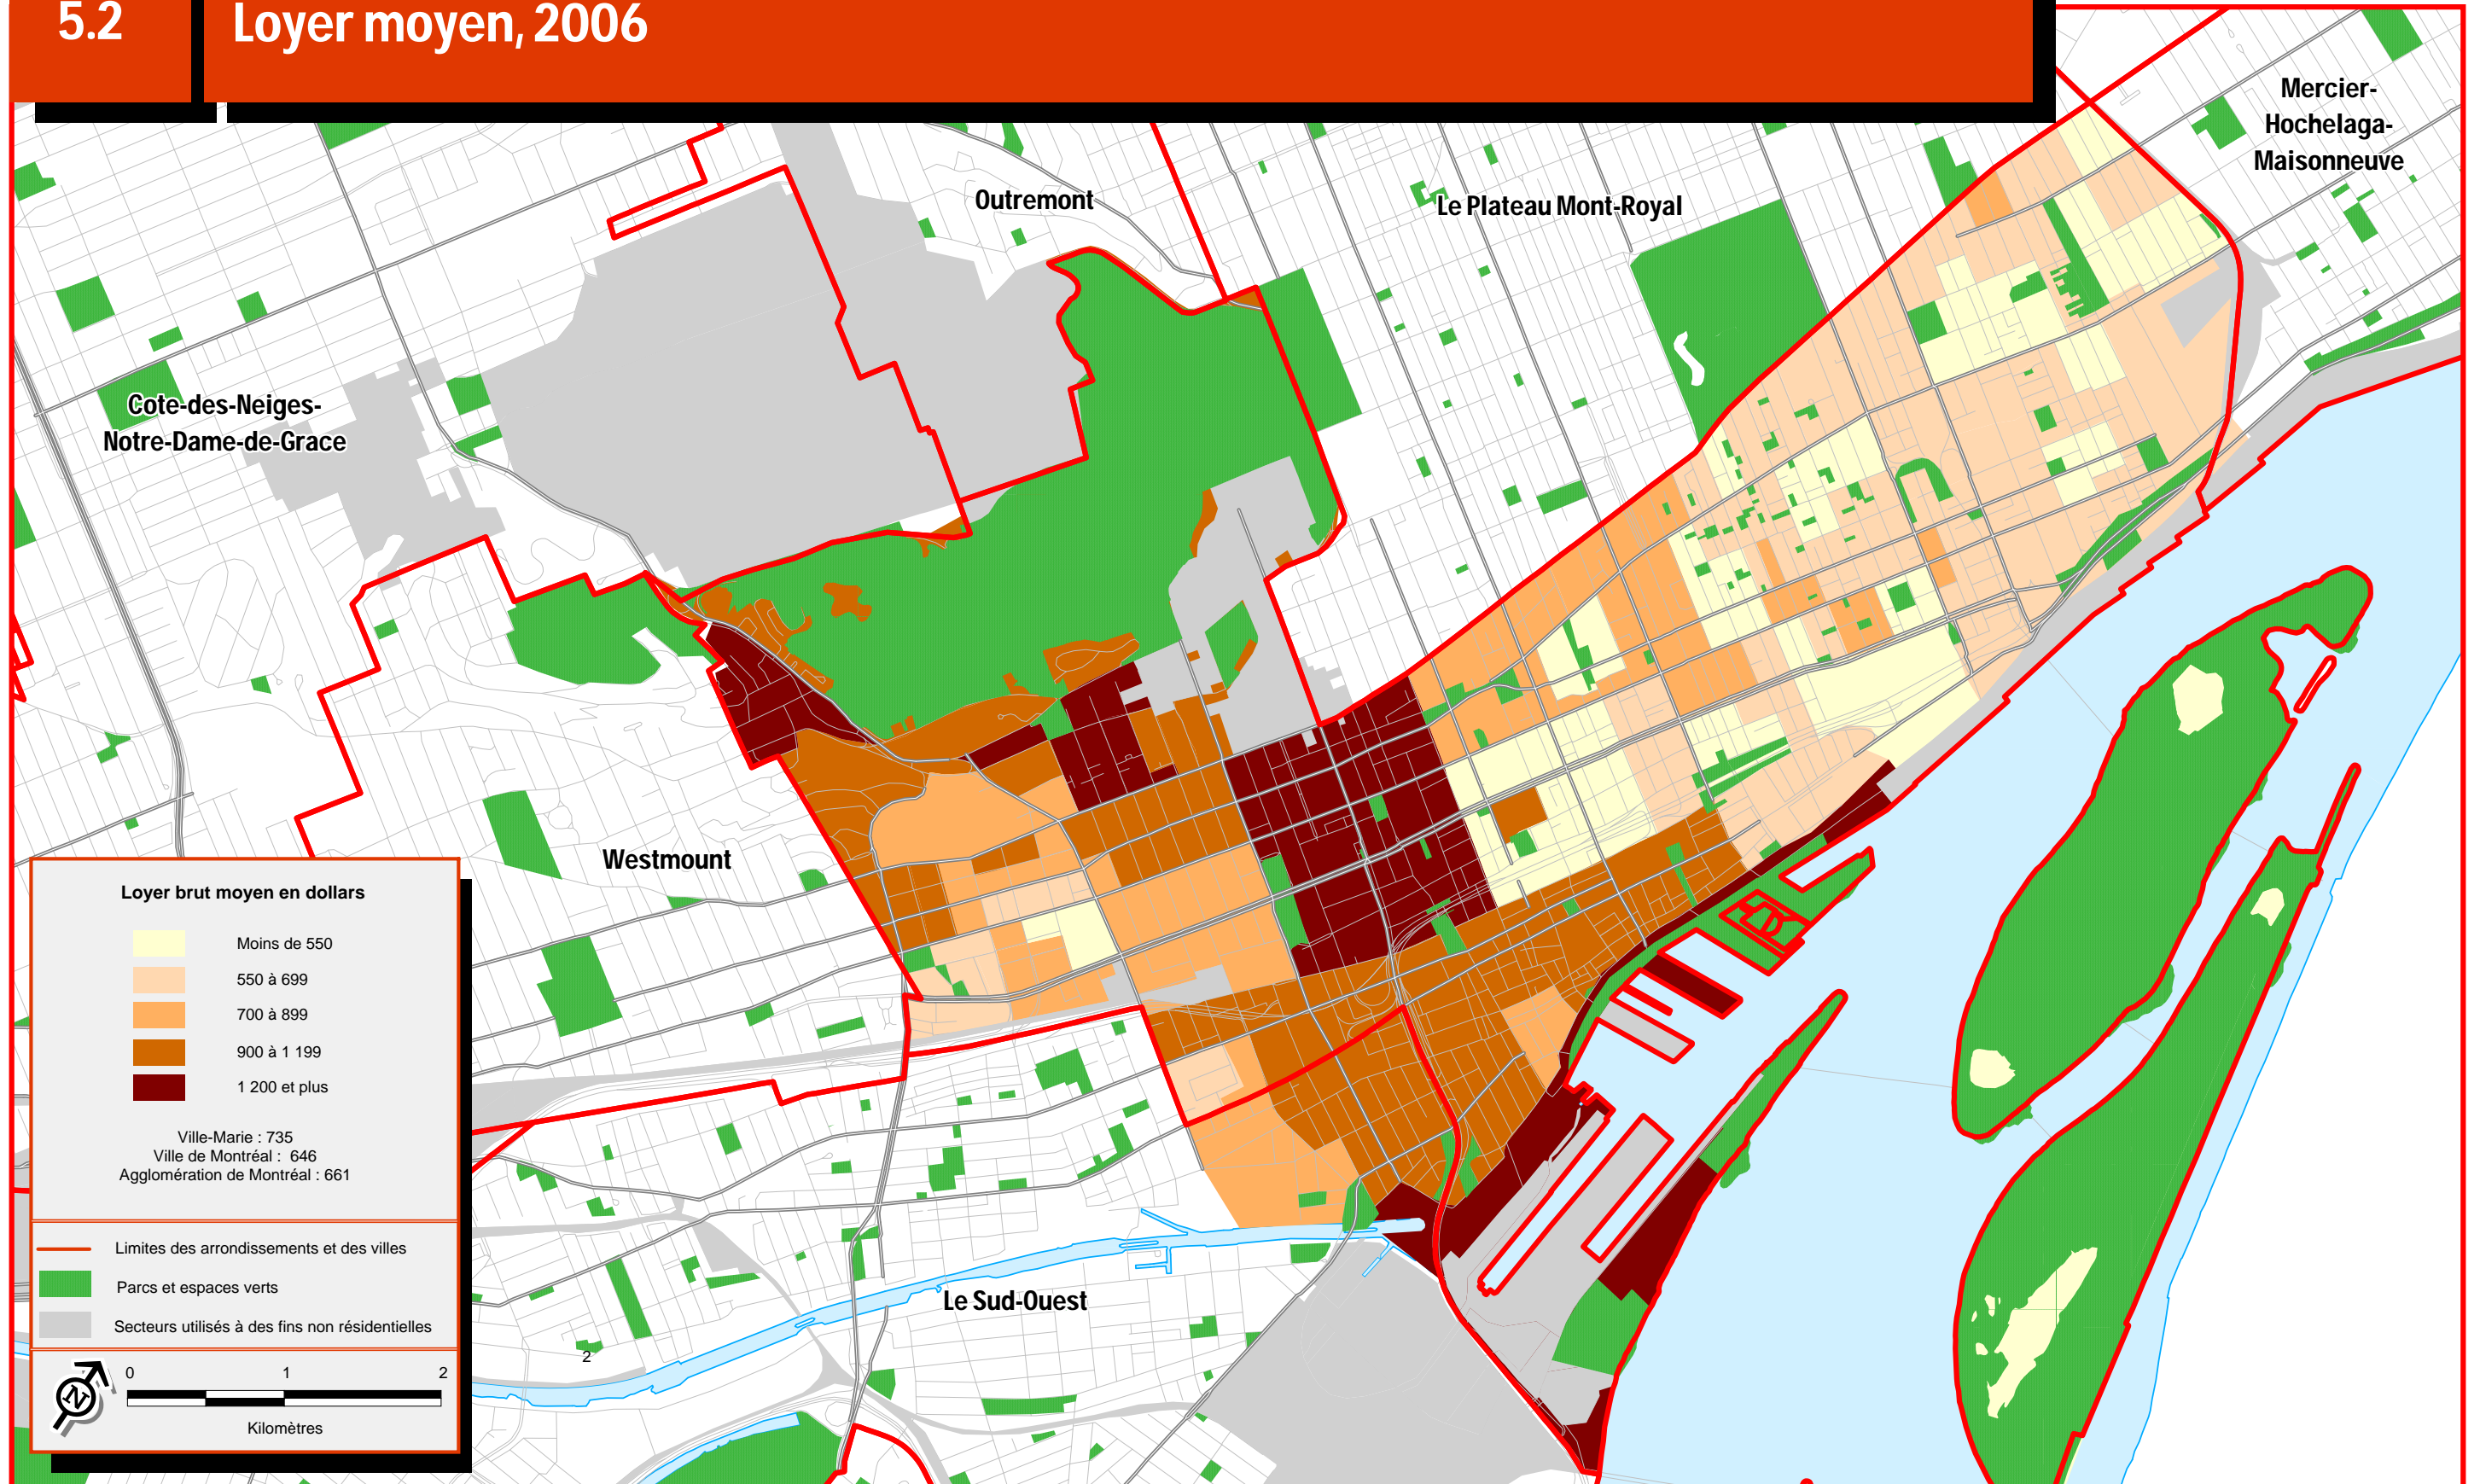 5.2
Loyer moyen, 2006
Mercier-
Hochelaga-
Maisonneuve
Outremont
Le Plateau Mont-Royal
Cote-des-Neiges-
Notre-Dame-de-Grace
Westmount
Le Sud-Ouest
2
Loyer brut moyen en dollars
Moins de 550
550 à 699
700 à 899
900 à 1 199
1 200 et plus
Ville-Marie : 735
Ville de Montréal : 646
Agglomération de Montréal : 661
Limites des arrondissements et des villes
Parcs et espaces verts
Secteurs utilisés à des fins non résidentielles
N
0 1 2
Kilomètres